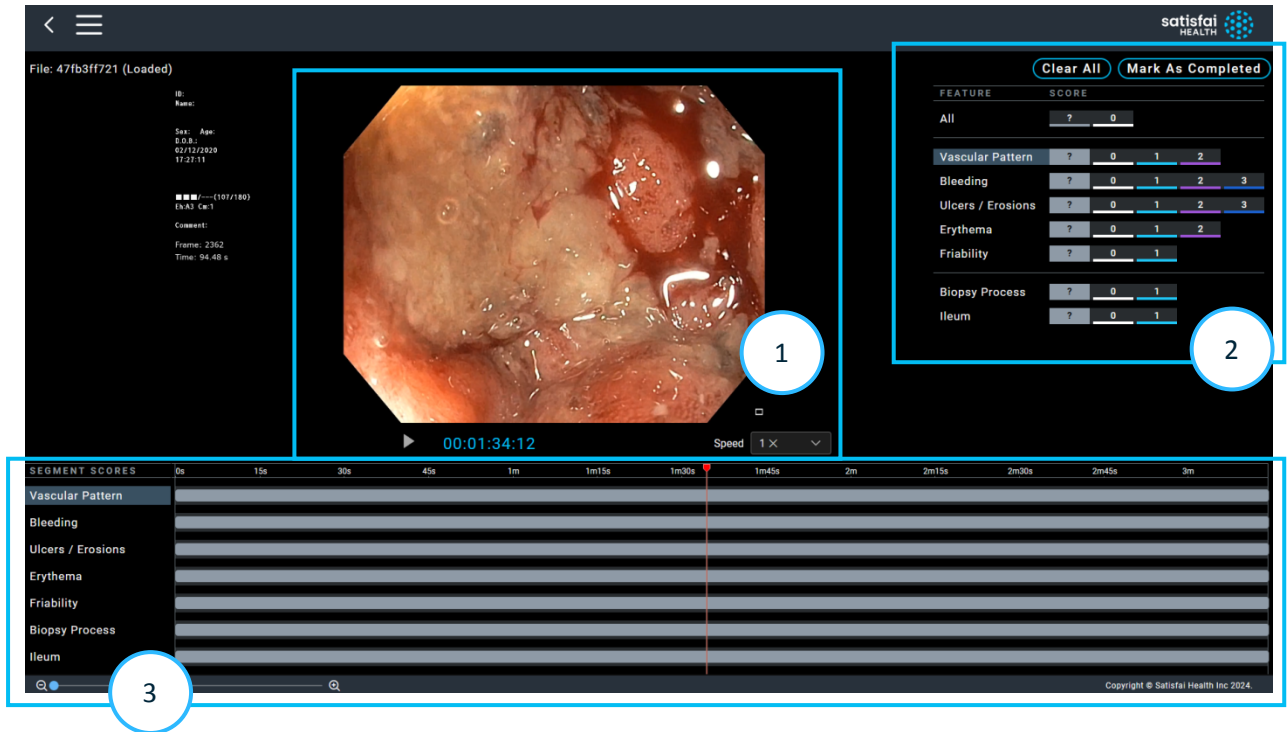 satisfai
HEALTH
File: 47fb3ff721 (Loaded)
ID:
Name:
Sex: Age:
D.O.B.:
02/12/2020
17:27:11
■■■/---(107/180)
Eh:A3 Cm:1
Comment:
Frame: 2362
Time: 94.48 s
1
00:01:34:12
Speed 1 ×
Clear All Mark As Completed
FEATURE SCORE
All ? 0
Vascular Pattern ? 0 1 2
Bleeding ? 0 1 2 3
Ulcers / Erosions ? 0 1 2 3
Erythema ? 0 1 2
Friability ? 0 1
Biopsy Process ? 0 1
Ileum ? 0 1
2
SEGMENT SCORES 0s 15s 30s 45s 1m 1m15s 1m30s 1m45s 2m 2m15s 2m30s 2m45s 3m
Vascular Pattern
Bleeding
Ulcers / Erosions
Erythema
Friability
Biopsy Process
Ileum
3
Copyright © Satisfai Health Inc 2024.